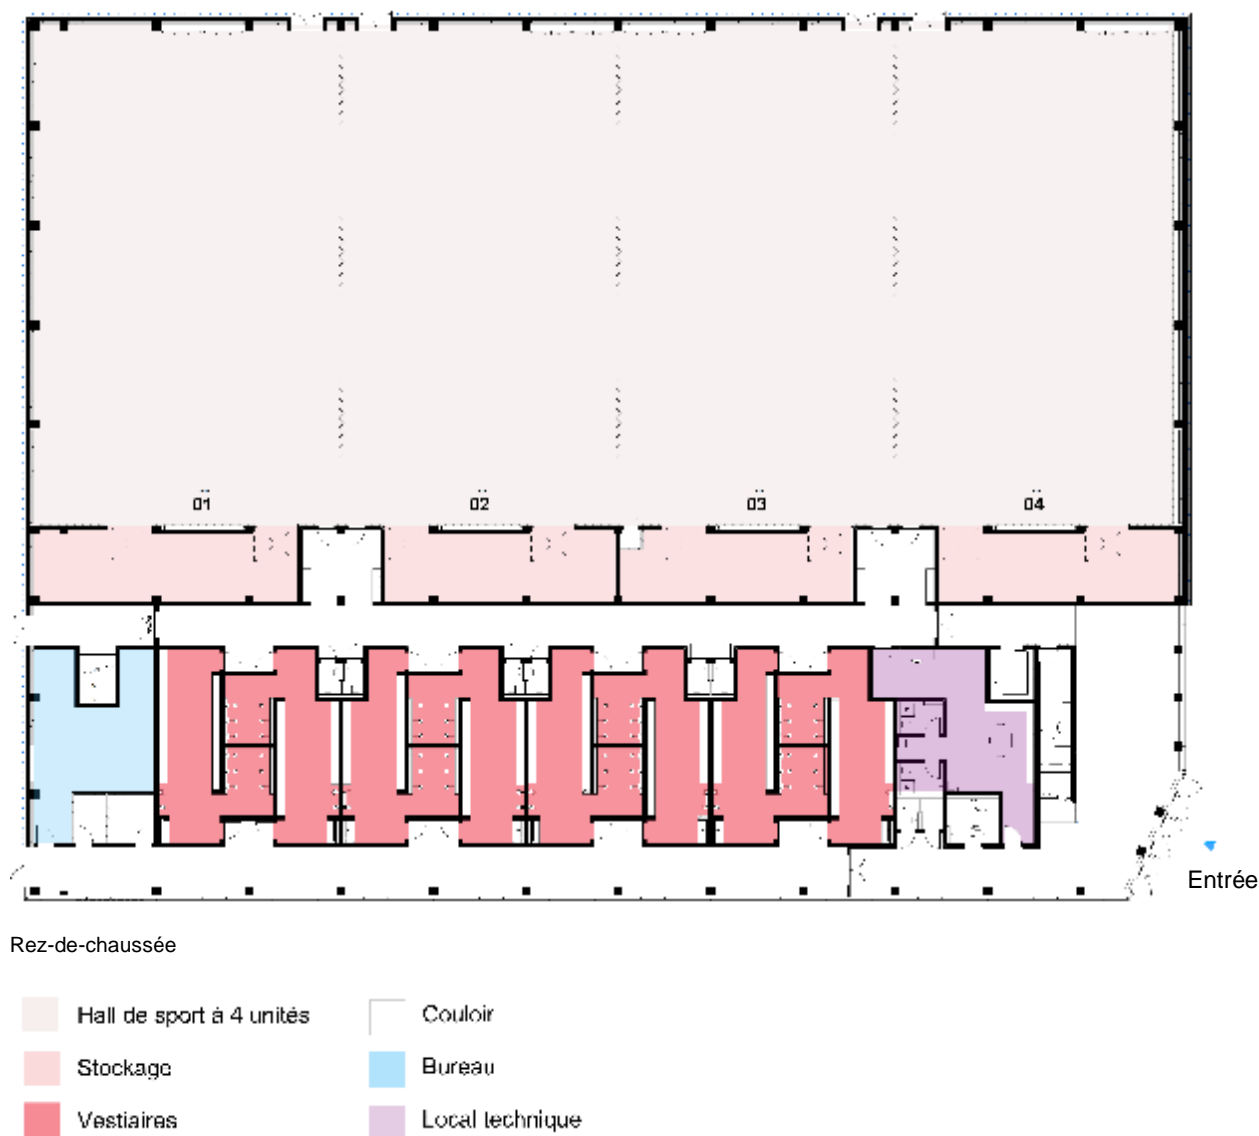 01 02 03 04
Entrée
Rez-de-chaussée
Hall de sport à 4 unités
Couloir
Stockage
Bureau
Vestiaires
Local technique